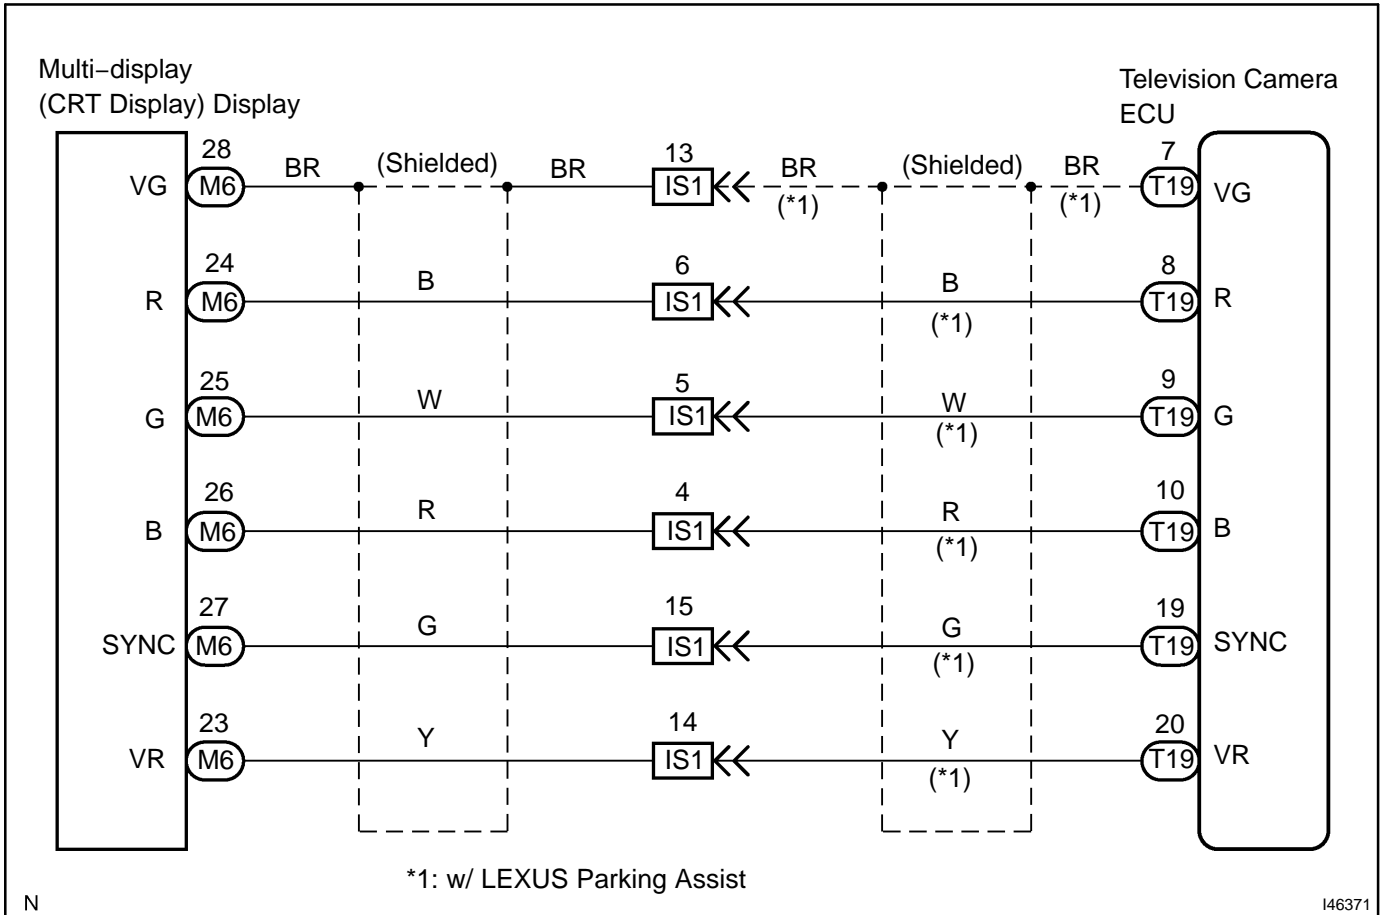 Multi−display
(CRT Display) Display
Television Camera
ECU
VG 28 M6 BR (Shielded) BR 13 IS1 BR (*1) (Shielded) BR (*1) 7 T19 VG
R 24 M6 B 6 IS1 B (*1) 8 T19 R
G 25 M6 W 5 IS1 W (*1) 9 T19 G
B 26 M6 R 4 IS1 R (*1) 10 T19 B
SYNC 27 M6 G 15 IS1 G (*1) 19 T19 SYNC
VR 23 M6 Y 14 IS1 Y (*1) 20 T19 VR
*1: w/ LEXUS Parking Assist
N
I46371